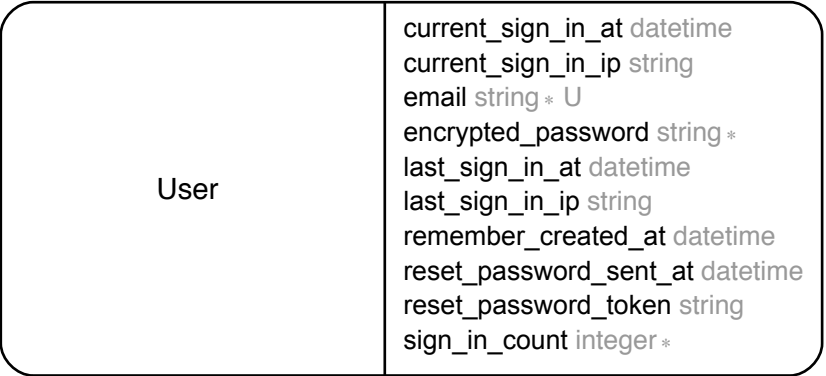 User
current_sign_in_at datetime
current_sign_in_ip string
email string * U
encrypted_password string *
last_sign_in_at datetime
last_sign_in_ip string
remember_created_at datetime
reset_password_sent_at datetime
reset_password_token string
sign_in_count integer *